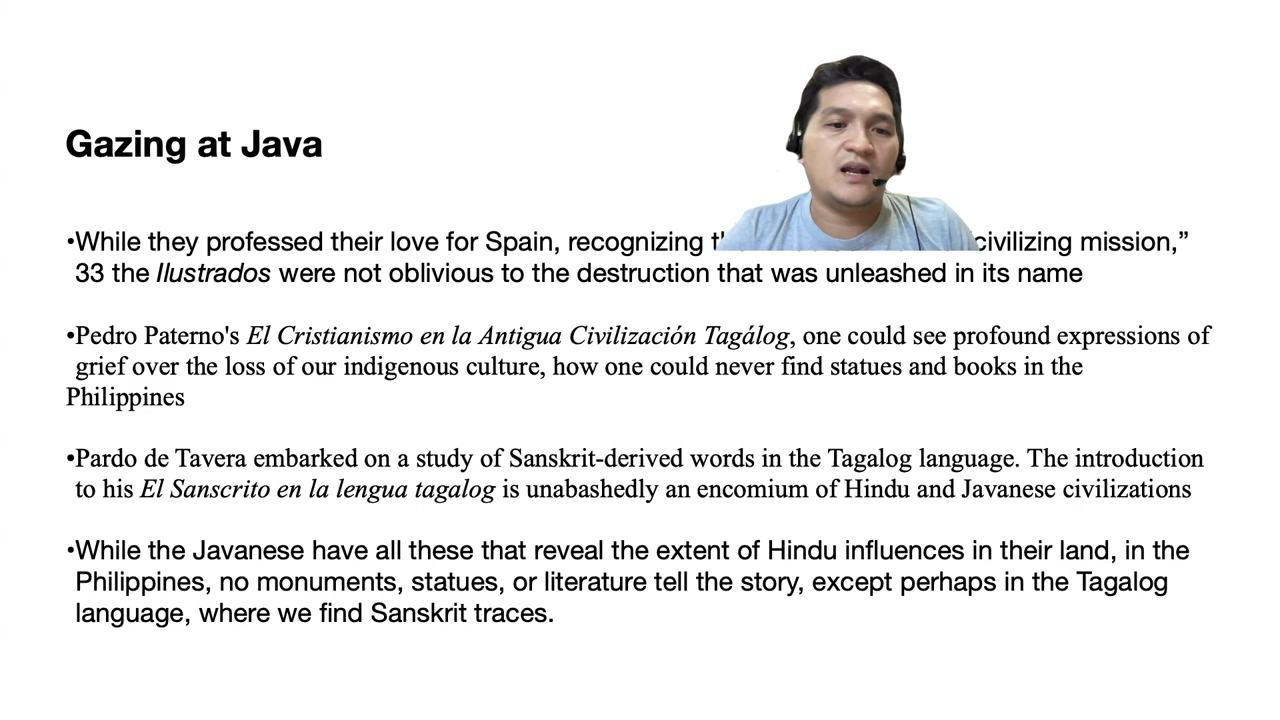 Gazing at Java
•While they professed their love for Spain, recognizing civilizing mission,”
33 the Ilustrados were not oblivious to the destruction that was unleashed in its name
•Pedro Paterno's El Cristianismo en la Antigua Civilización Tagálog, one could see profound expressions of
grief over the loss of our indigenous culture, how one could never find statues and books in the
Philippines
•Pardo de Tavera embarked on a study of Sanskrit-derived words in the Tagalog language. The introduction
to his El Sanscrito en la lengua tagalog is unabashedly an encomium of Hindu and Javanese civilizations
•While the Javanese have all these that reveal the extent of Hindu influences in their land, in the
Philippines, no monuments, statues, or literature tell the story, except perhaps in the Tagalog
language, where we find Sanskrit traces.